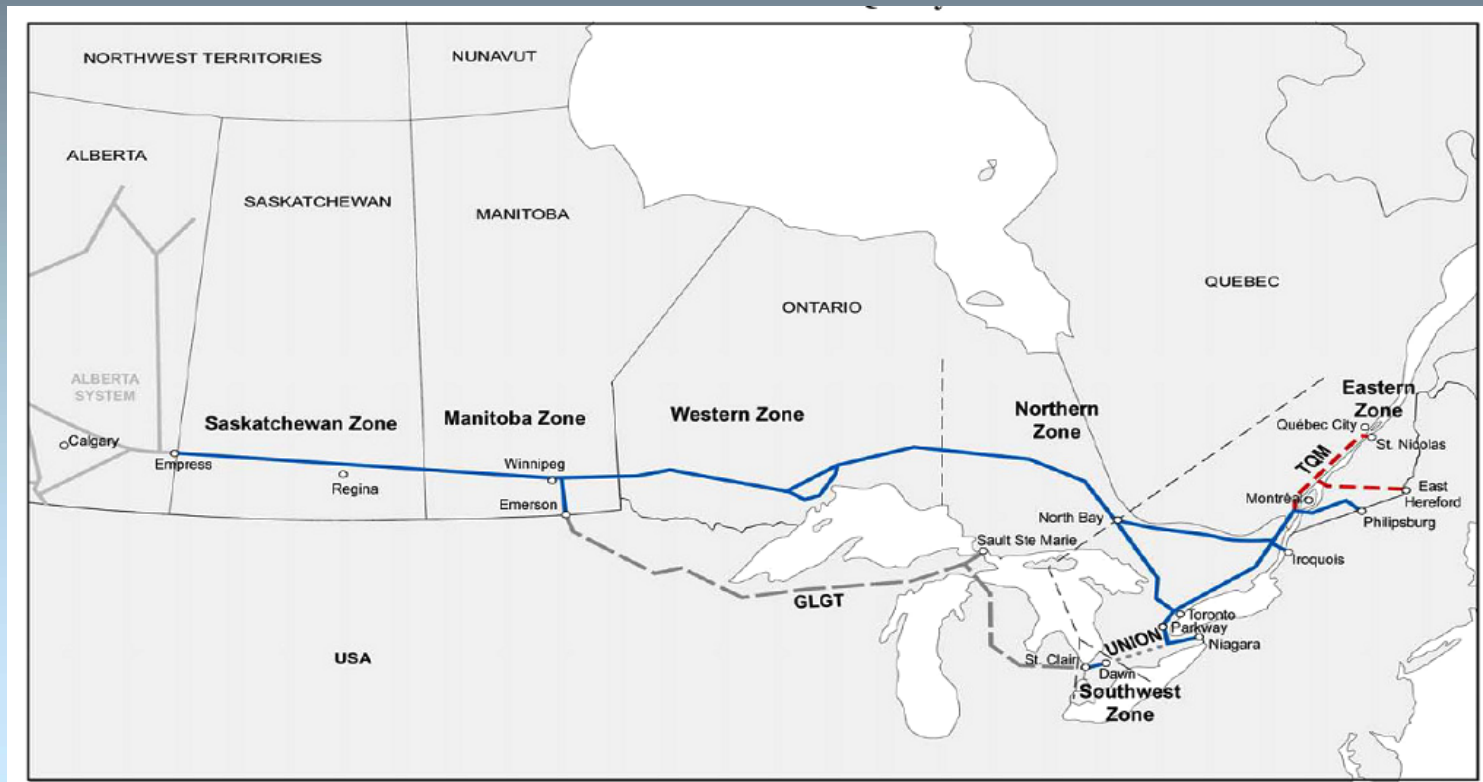 NORTHWEST TERRITORIES
NUNAVUT
ALBERTA
SASKATCHEWAN
MANITOBA
ONTARIO
QUEBEC
ALBERTA
SYSTEM
Saskatchewan Zone
Manitoba Zone
Western Zone
Northern
Zone
Eastern
Zone
Québec City
St. Nicolas
TQM
Calgary
Empress
Regina
Winnipeg
Emerson
Montréal
East
Hereford
Philipsburg
North Bay
Sault Ste Marie
Iroquois
GLGT
Toronto
Parkway
UNION
Niagara
USA
St. Clair
Dawn
Southwest
Zone